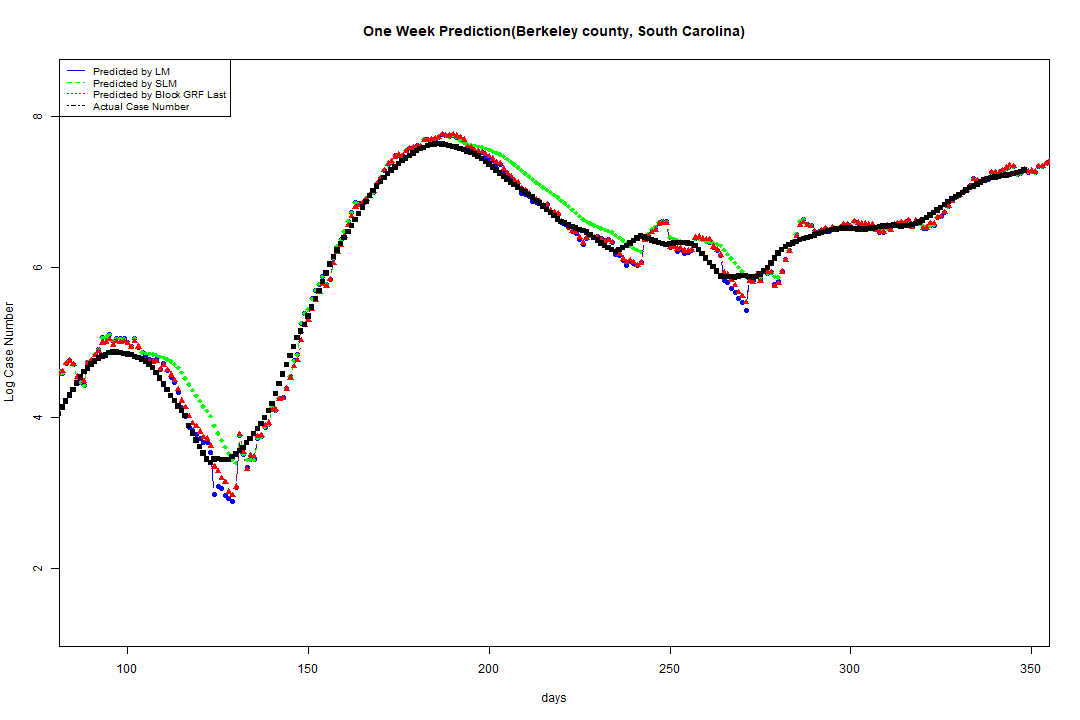 One Week Prediction(Berkeley county, South Carolina)
Predicted by LM
Predicted by SLM
Predicted by Block GRF Last
Actual Case Number
8
6
4
2
Log Case Number
100 150 200 250 300 350
days